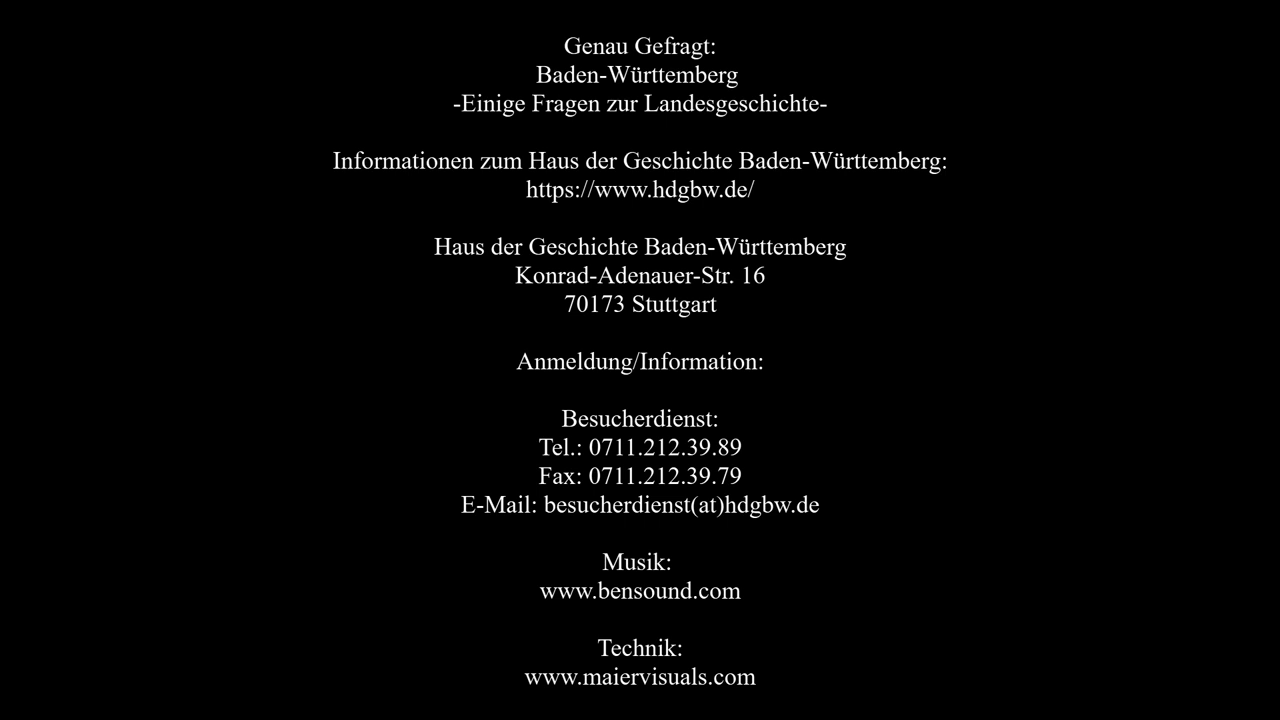 Genau Gefragt:
Baden-Württemberg
-Einige Fragen zur Landesgeschichte-
Informationen zum Haus der Geschichte Baden-Württemberg:
https://www.hdgbw.de/
Haus der Geschichte Baden-Württemberg
Konrad-Adenauer-Str. 16
70173 Stuttgart
Anmeldung/Information:
Besucherdienst:
Tel.: 0711.212.39.89
Fax: 0711.212.39.79
E-Mail: besucherdienst(at)hdgbw.de
Musik:
www.bensound.com
Technik:
www.maiervisuals.com